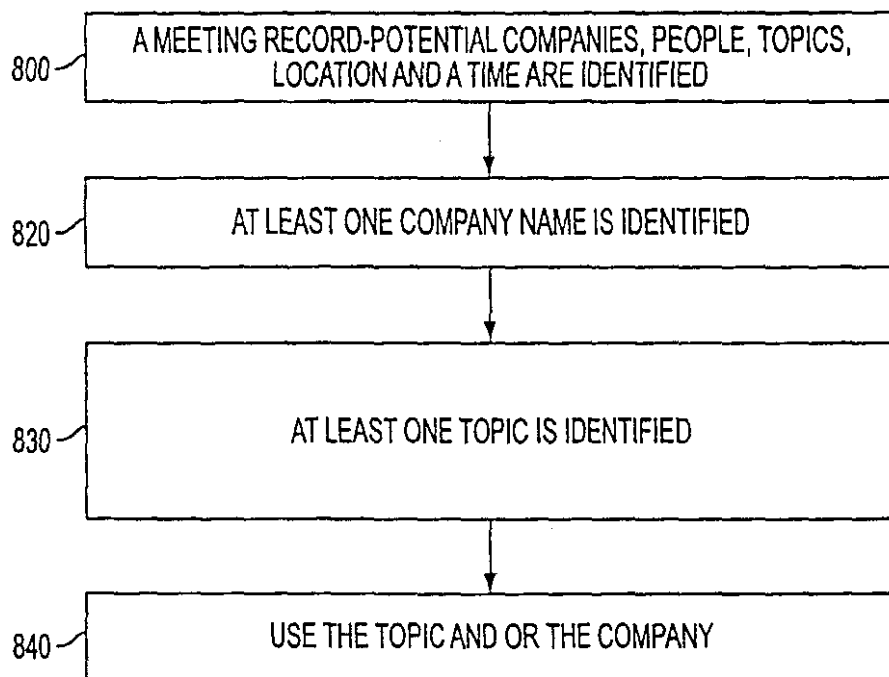 800
A MEETING RECORD-POTENTIAL COMPANIES, PEOPLE, TOPICS,
LOCATION AND A TIME ARE IDENTIFIED
820
AT LEAST ONE COMPANY NAME IS IDENTIFIED
830
AT LEAST ONE TOPIC IS IDENTIFIED
840
USE THE TOPIC AND OR THE COMPANY